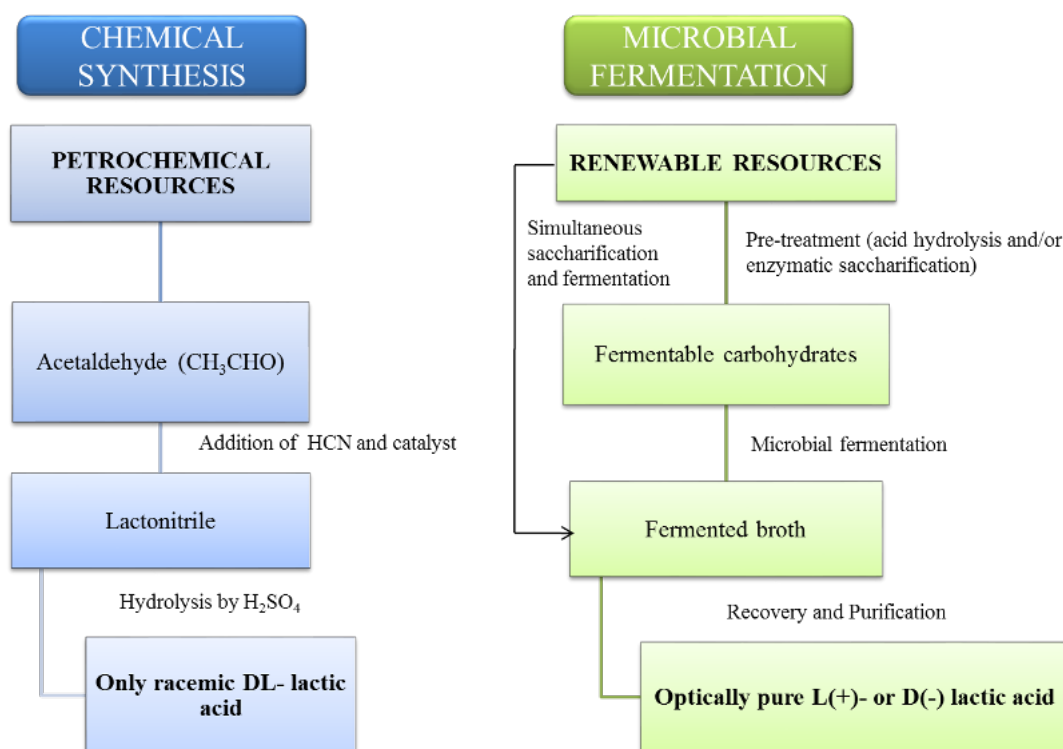 CHEMICAL
SYNTHESIS
PETROCHEMICAL
RESOURCES
Acetaldehyde (CH₃CHO)
Addition of HCN and catalyst
Lactonitrile
Hydrolysis by H₂SO₄
Only racemic DL- lactic
acid
MICROBIAL
FERMENTATION
RENEWABLE RESOURCES
Simultaneous
saccharification
and fermentation
Pre-treatment (acid hydrolysis and/or
enzymatic saccharification)
Fermentable carbohydrates
Microbial fermentation
Fermented broth
Recovery and Purification
Optically pure L(+)- or D(-) lactic acid